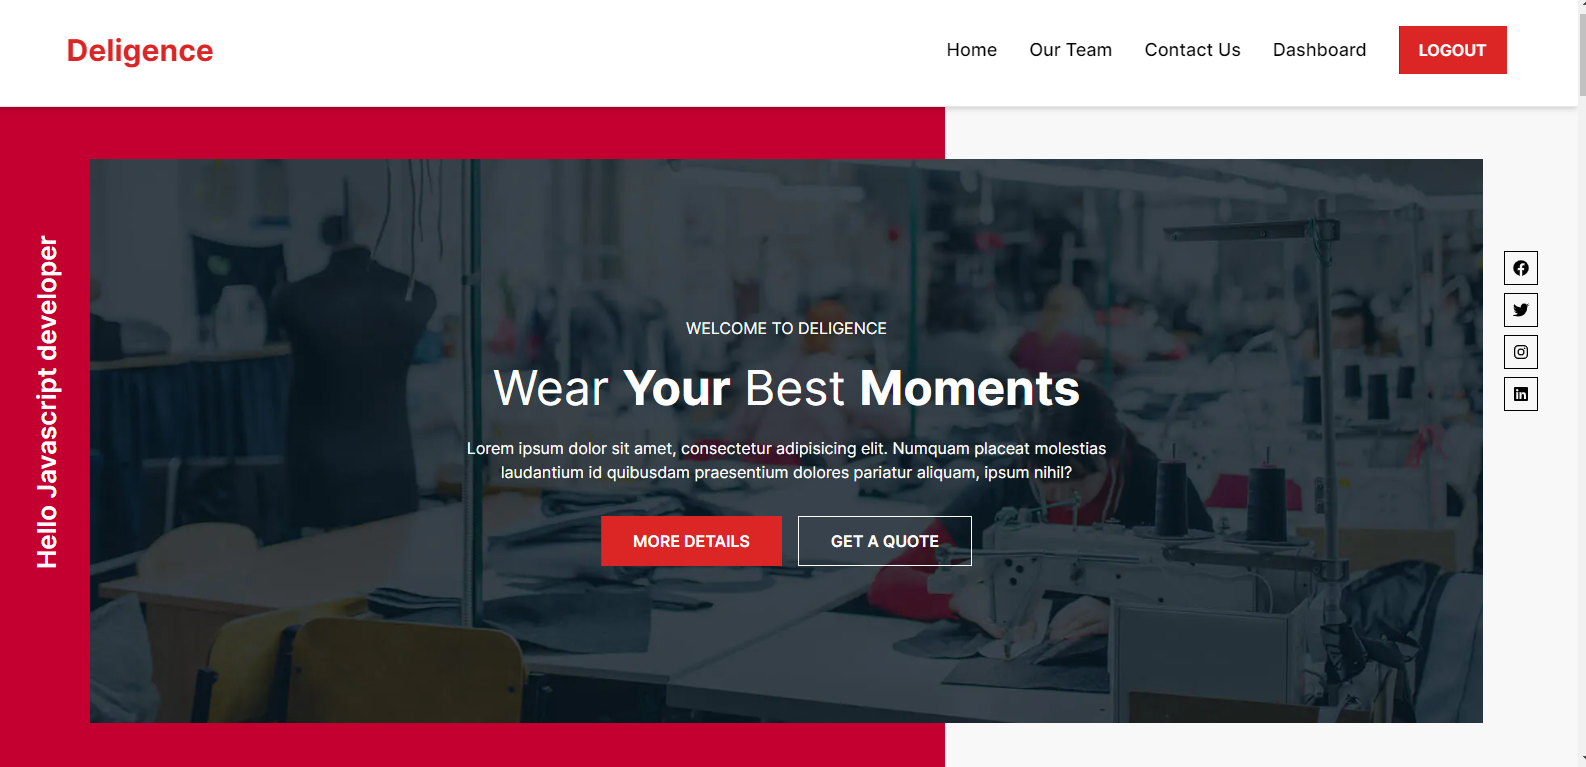 Deligence
Home Our Team Contact Us Dashboard LOGOUT
Hello Javascript developer
WELCOME TO DELIGENCE
Wear Your Best Moments
Lorem ipsum dolor sit amet, consectetur adipisicing elit. Numquam placeat molestias
laudantium id quibusdam praesentium dolores pariatur aliquam, ipsum nihil?
MORE DETAILS GET A QUOTE